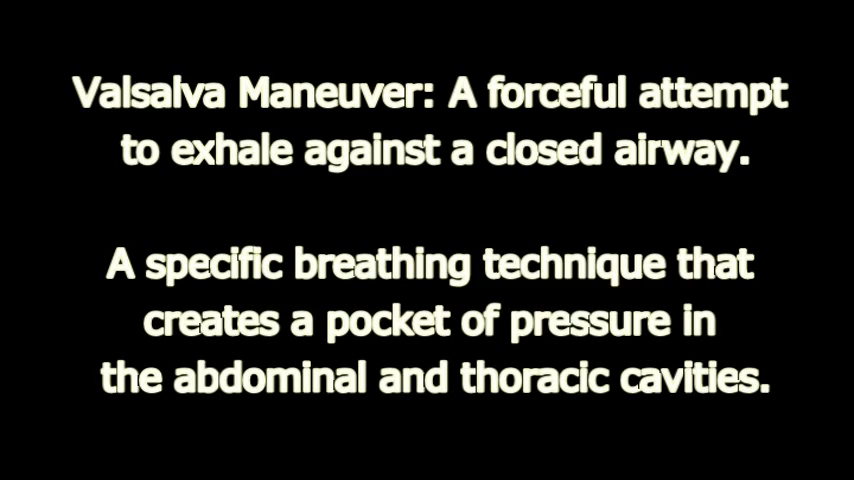 Valsalva Maneuver: A forceful attempt
to exhale against a closed airway.
A specific breathing technique that
creates a pocket of pressure in
the abdominal and thoracic cavities.